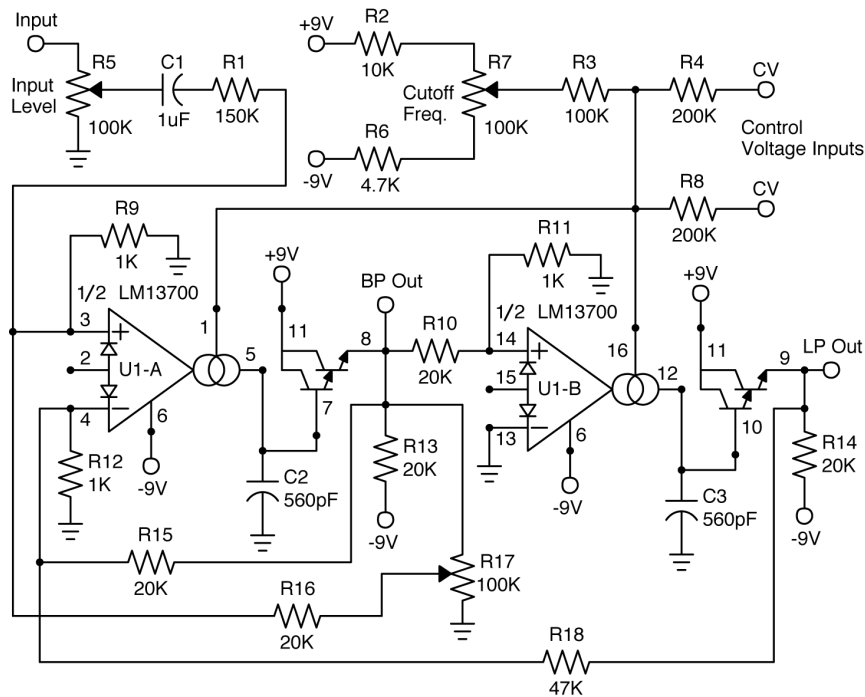 Input
R5
C1
R1
Input
Level
100K
1uF
150K
+9V
R2
10K
R7
Cutoff
Freq.
100K
R6
-9V
4.7K
R3
100K
R4
200K
CV
Control
Voltage Inputs
R8
200K
CV
R9
1K
1/2 LM13700
3
+
1
2
U1-A
5
4
−
6
-9V
R12
1K
+9V
11
8
7
BP Out
R10
20K
C2
560pF
R13
20K
-9V
R11
1K
1/2 LM13700
14
+
16
15
U1-B
12
13
−
6
-9V
+9V
11
9
10
LP Out
R14
20K
-9V
C3
560pF
R15
20K
R16
20K
R17
100K
R18
47K